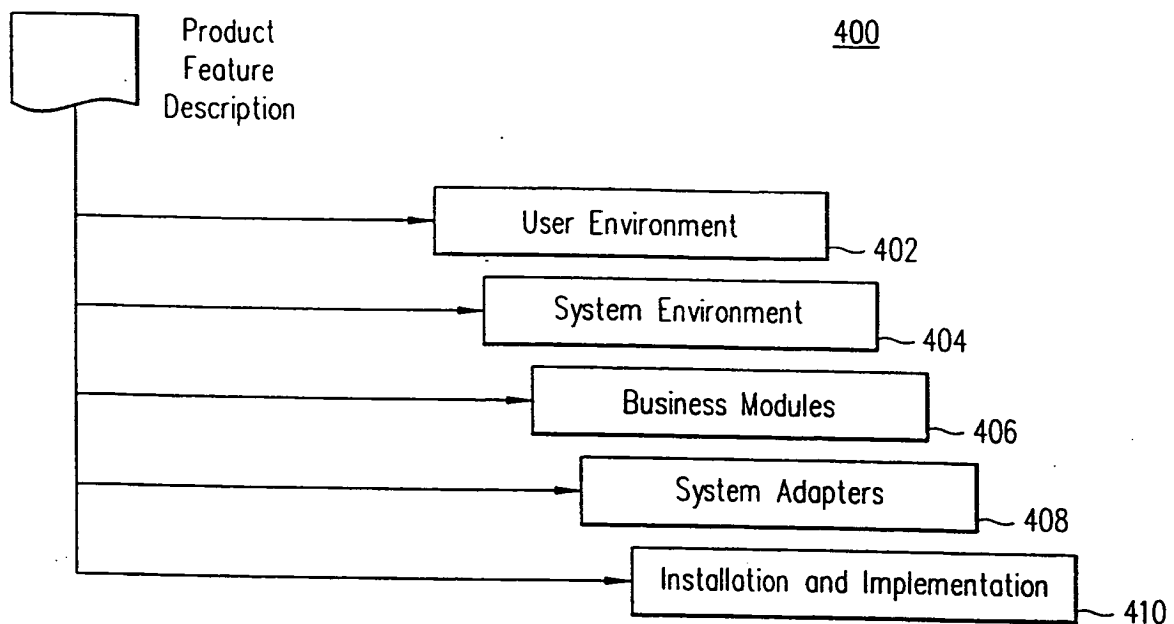 Product
Feature
Description
400
User Environment
402
System Environment
404
Business Modules
406
System Adapters
408
Installation and Implementation
410